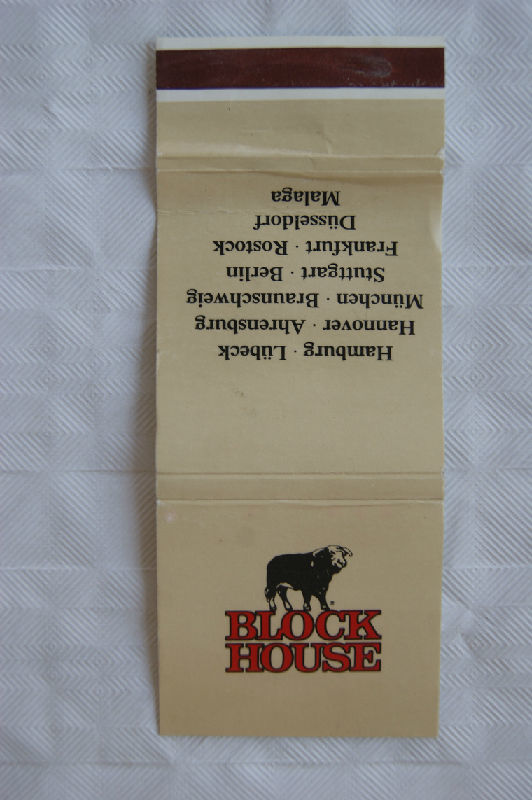 Hamburg · Lübeck
Hannover · Ahrensburg
München · Braunschweig
Stuttgart · Berlin
Frankfurt · Rostock
Düsseldorf
Malaga
BLOCK
HOUSE